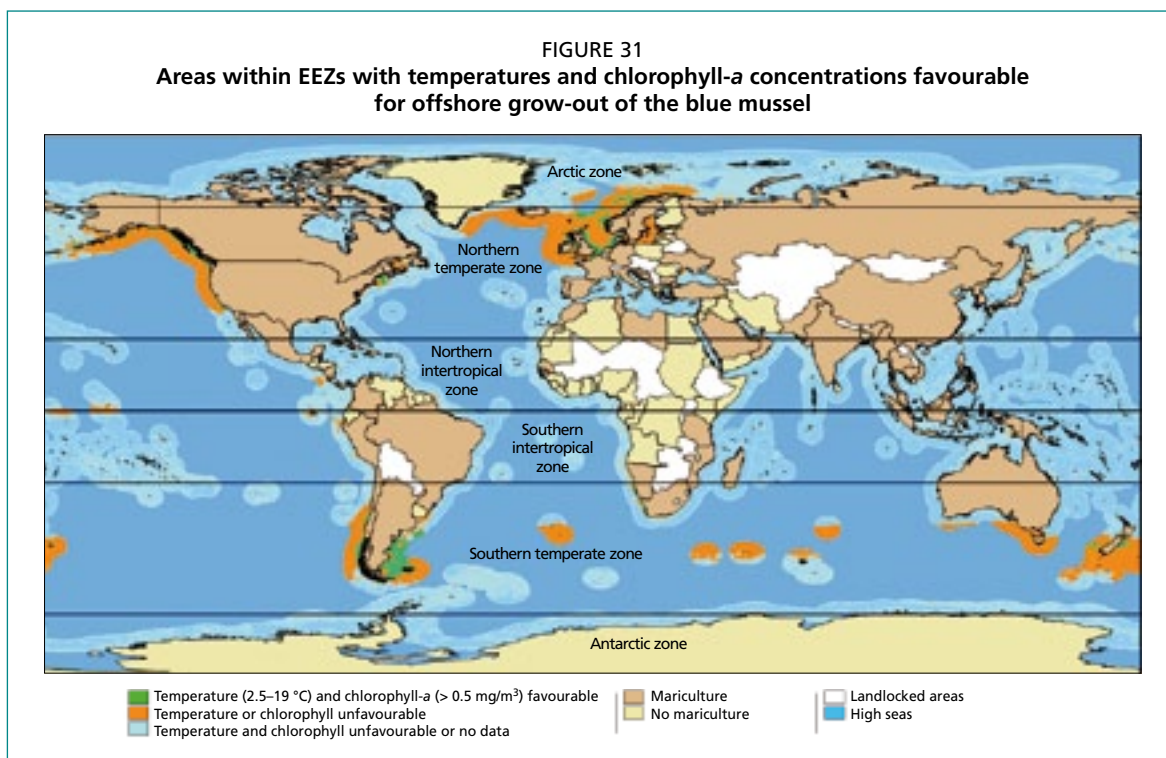 FIGURE 31
Areas within EEZs with temperatures and chlorophyll-a concentrations favourable
for offshore grow-out of the blue mussel
Arctic zone
Northern
temperate zone
Northern
intertropical
zone
Southern
intertropical
zone
Southern temperate zone
Antarctic zone
Temperature (2.5–19 °C) and chlorophyll-a (> 0.5 mg/m³) favourable
Temperature or chlorophyll unfavourable
Temperature and chlorophyll unfavourable or no data
Mariculture
No mariculture
Landlocked areas
High seas